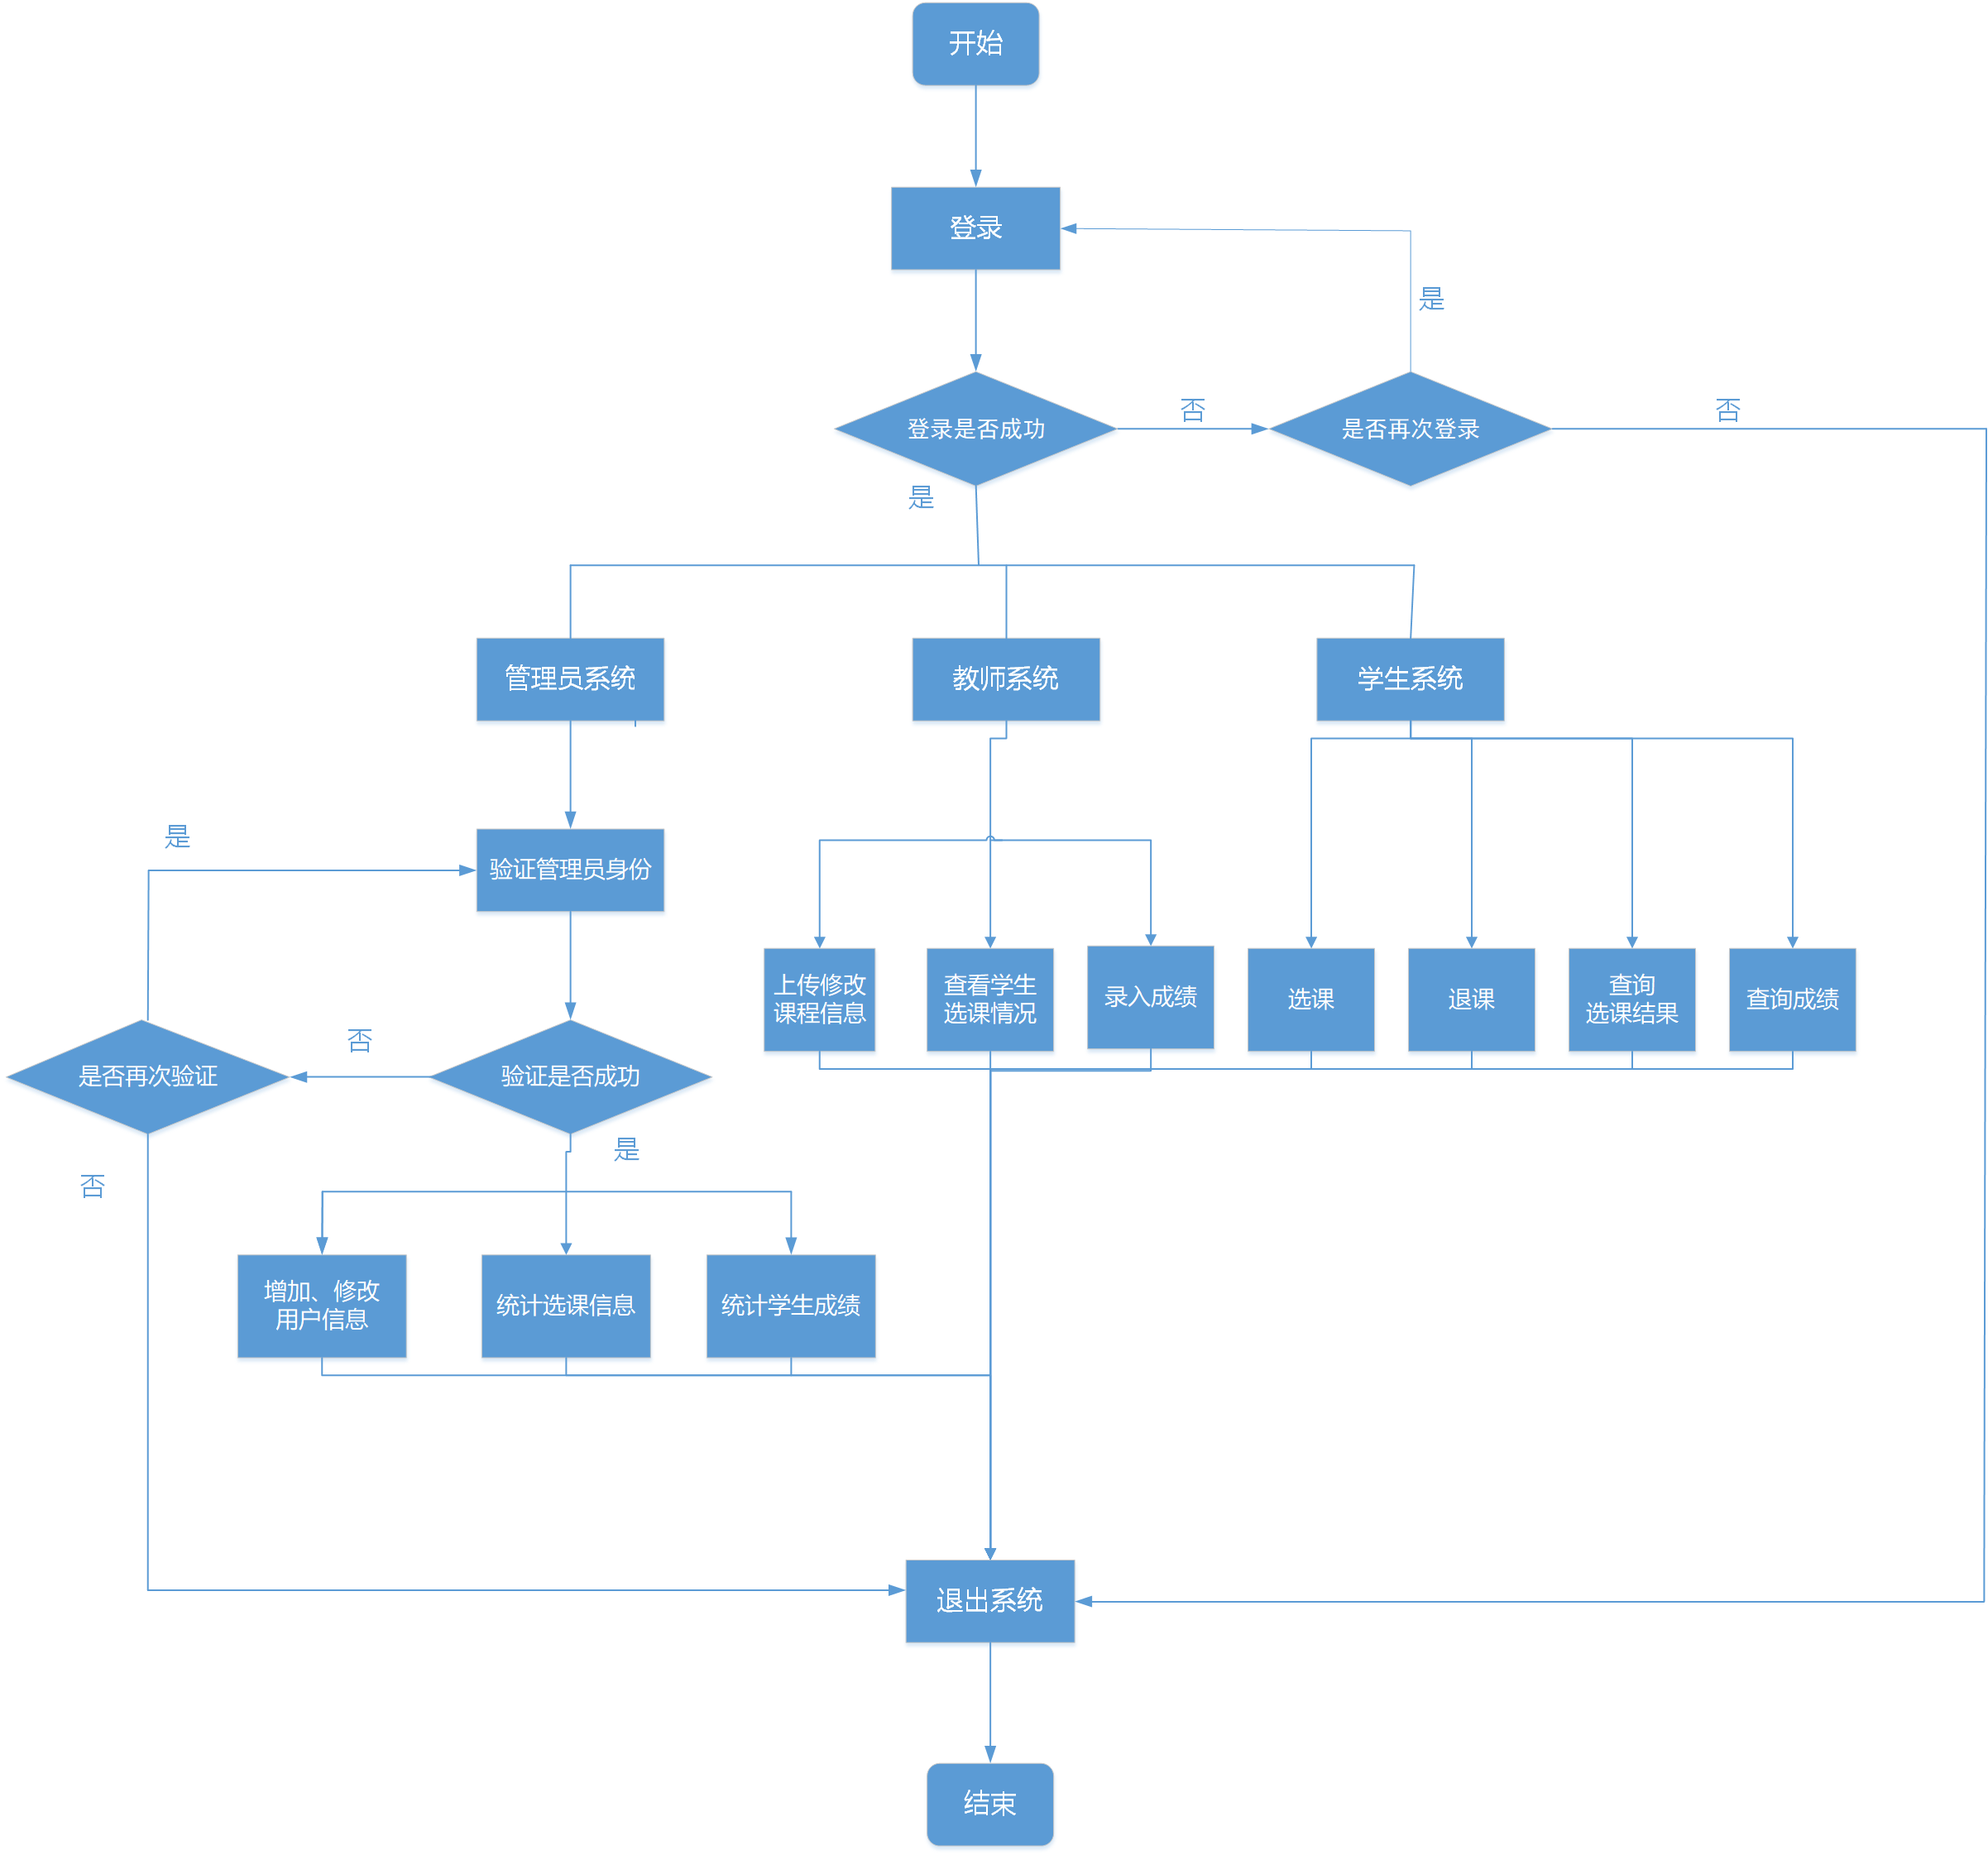 开始
登录
是
登录是否成功
否
是否再次登录
否
是
管理员系统
教师系统
学生系统
是
验证管理员身份
上传修改
课程信息
查看学生
选课情况
录入成绩
选课
退课
查询
选课结果
查询成绩
是否再次验证
否
验证是否成功
是
否
增加、修改
用户信息
统计选课信息
统计学生成绩
退出系统
结束